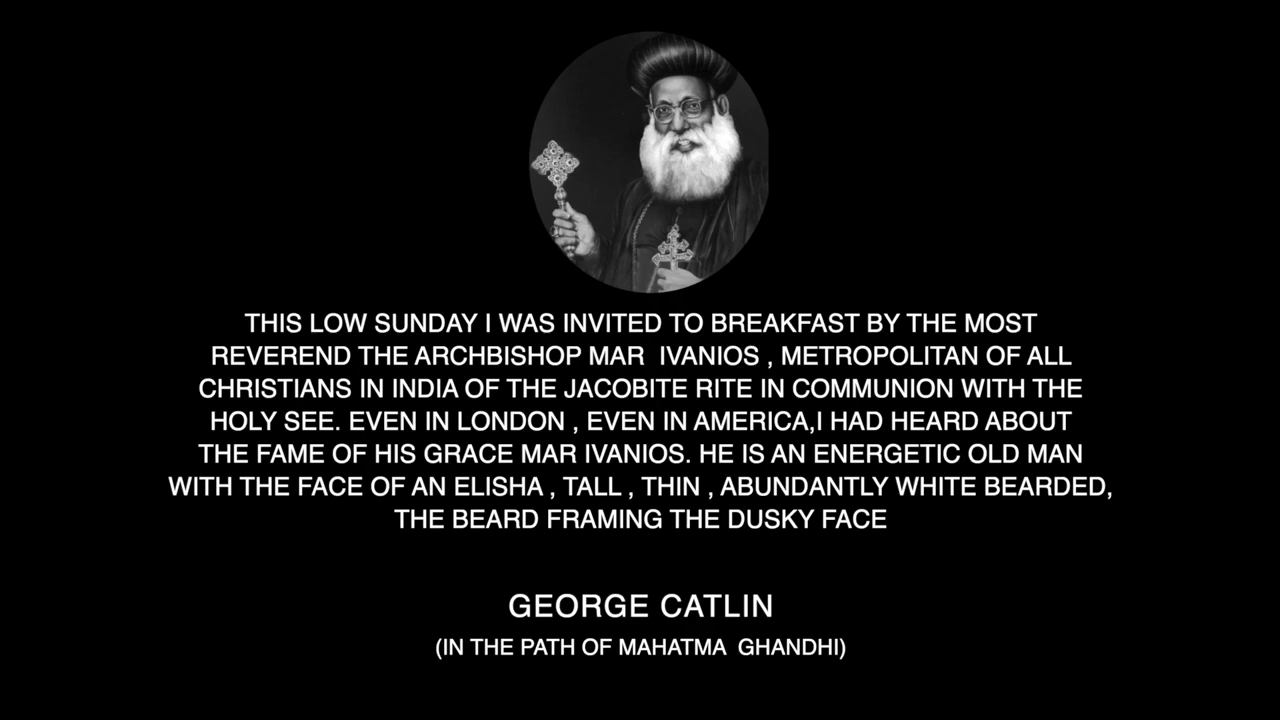 THIS LOW SUNDAY I WAS INVITED TO BREAKFAST BY THE MOST
REVEREND THE ARCHBISHOP MAR  IVANIOS , METROPOLITAN OF ALL
CHRISTIANS IN INDIA OF THE JACOBITE RITE IN COMMUNION WITH THE
HOLY SEE. EVEN IN LONDON , EVEN IN AMERICA,I HAD HEARD ABOUT
THE FAME OF HIS GRACE MAR IVANIOS. HE IS AN ENERGETIC OLD MAN
WITH THE FACE OF AN ELISHA , TALL , THIN , ABUNDANTLY WHITE BEARDED,
THE BEARD FRAMING THE DUSKY FACE
GEORGE CATLIN
(IN THE PATH OF MAHATMA  GHANDHI)